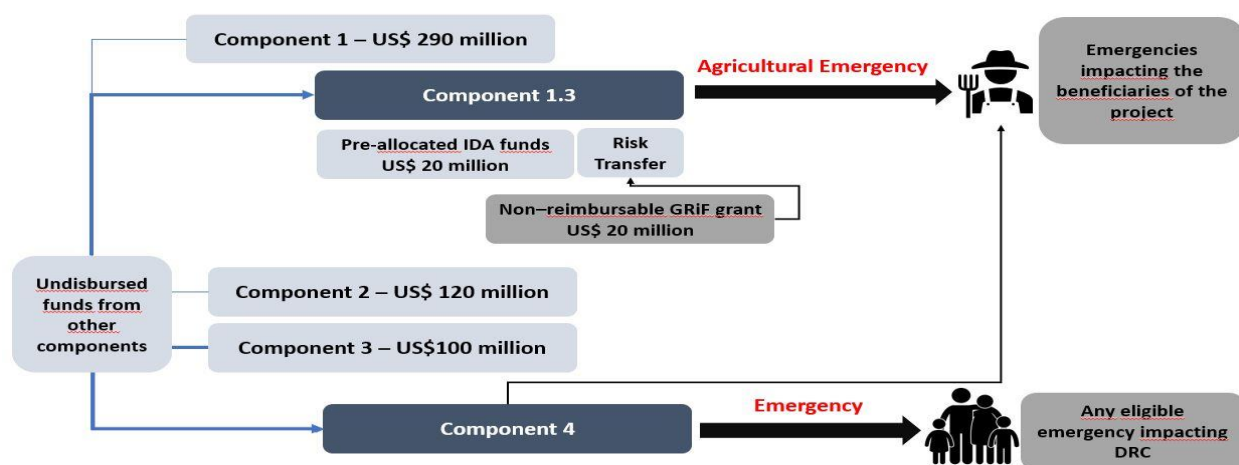 Component 1 – US$ 290 million
Component 1.3
Agricultural Emergency
Emergencies
impacting the
beneficiaries of the
project
Pre-allocated IDA funds
US$ 20 million
Risk
Transfer
Non–reimbursable GRiF grant
US$ 20 million
Undisbursed
funds from
other
components
Component 2 – US$ 120 million
Component 3 – US$100 million
Component 4
Emergency
Any eligible
emergency impacting
DRC